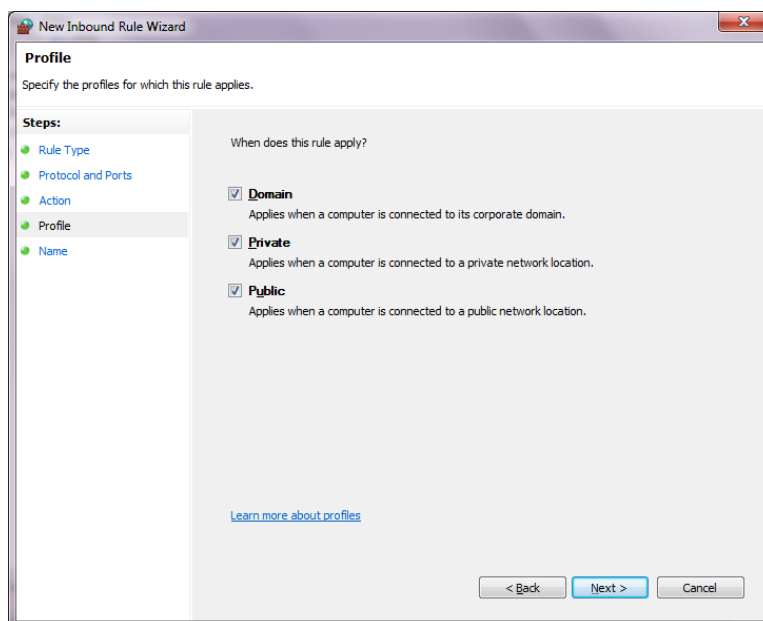 New Inbound Rule Wizard
Profile
Specify the profiles for which this rule applies.
Steps:
Rule Type
Protocol and Ports
Action
Profile
Name
When does this rule apply?
Domain
Applies when a computer is connected to its corporate domain.
Private
Applies when a computer is connected to a private network location.
Public
Applies when a computer is connected to a public network location.
Learn more about profiles
< Back
Next >
Cancel